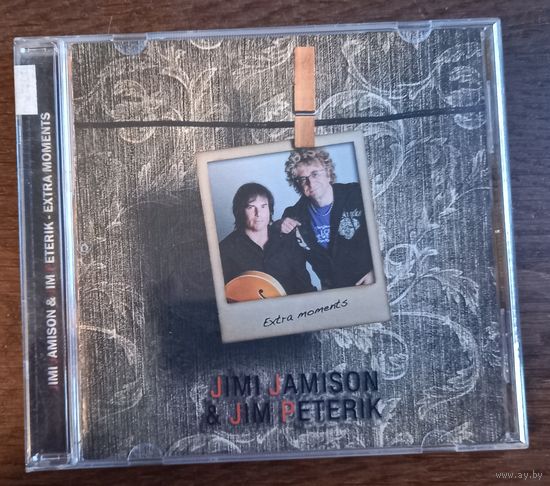 JIMI JAMISON & JIM PETERIK - EXTRA MOMENTS
Extra moments
JIMI JAMISON
& JIM PETERIK
www.ay.by